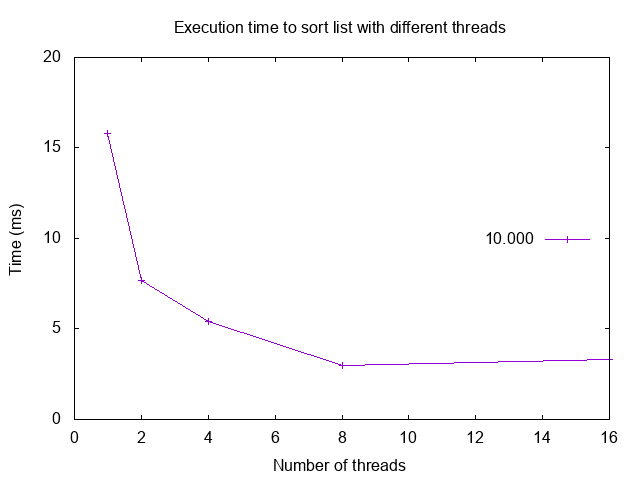 Execution time to sort list with different threads
20
15
10
5
0
Time (ms)
10.000
0 2 4 6 8 10 12 14 16
Number of threads